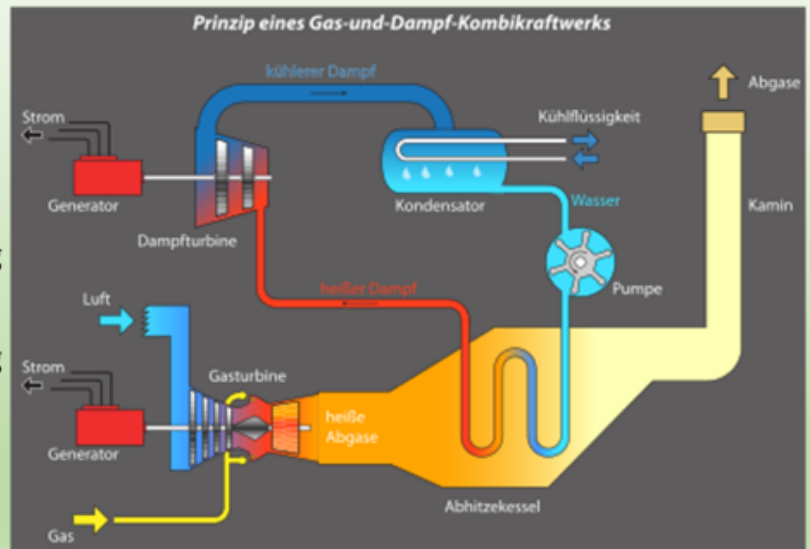 Prinzip eines Gas-und-Dampf-Kombikraftwerks
kühlerer Dampf
Abgase
Strom
Kühlflüssigkeit
Generator
Kondensator
Wasser
Kamin
Dampfturbine
g
heißer Dampf
Pumpe
Luft
g
Strom
Gasturbine
heiße
Abgase
Generator
Abhitzekessel
Gas